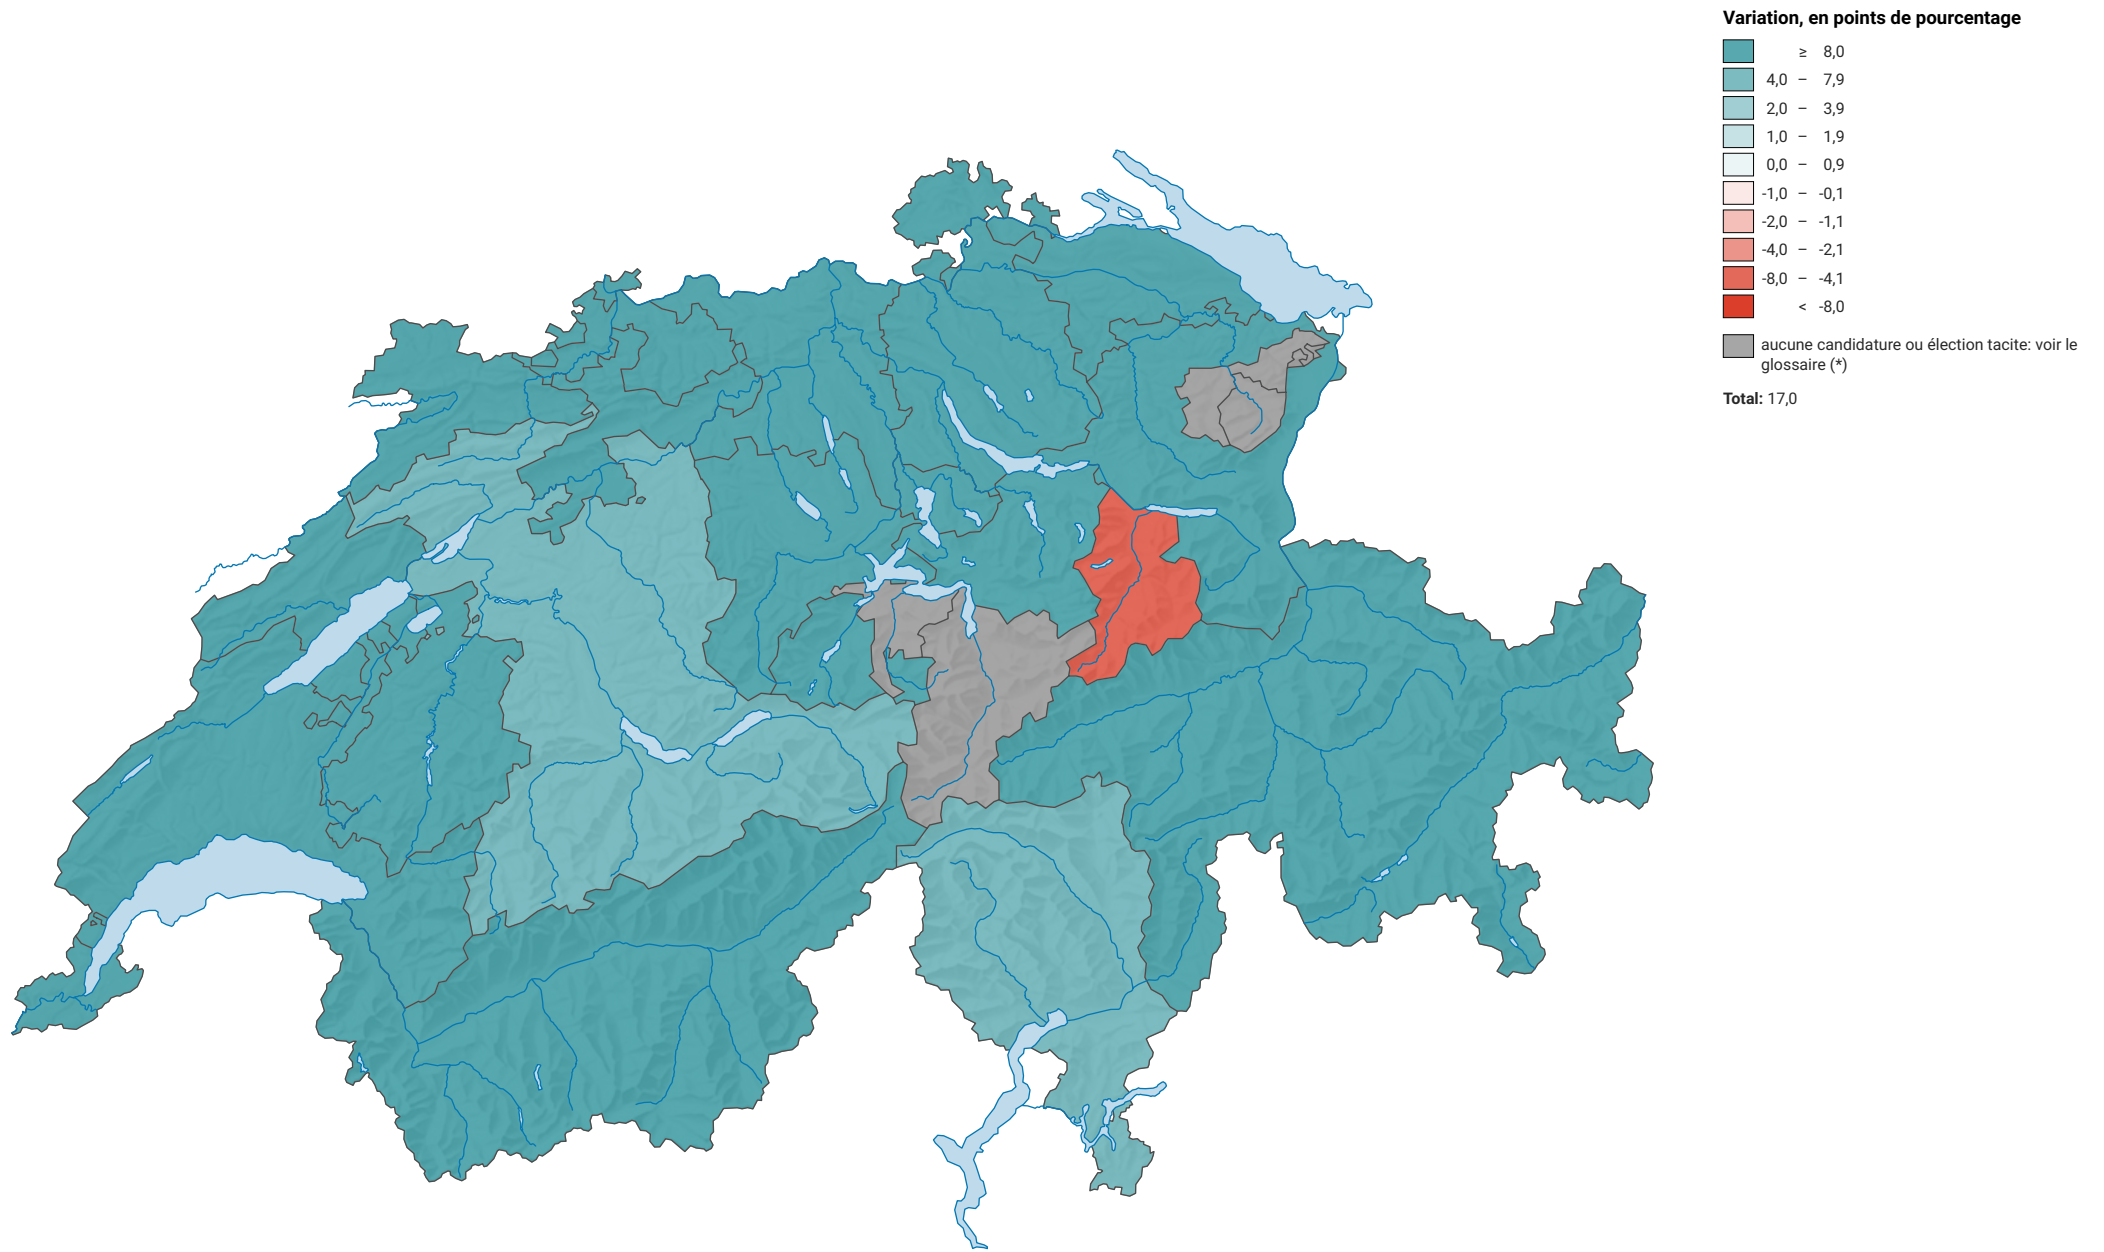 Variation, en points de pourcentage
≥ 8,0
4,0 – 7,9
2,0 – 3,9
1,0 – 1,9
0,0 – 0,9
-1,0 – -0,1
-2,0 – -1,1
-4,0 – -2,1
-8,0 – -4,1
< -8,0
aucune candidature ou élection tacite: voir le
glossaire (*)
Total: 17,0